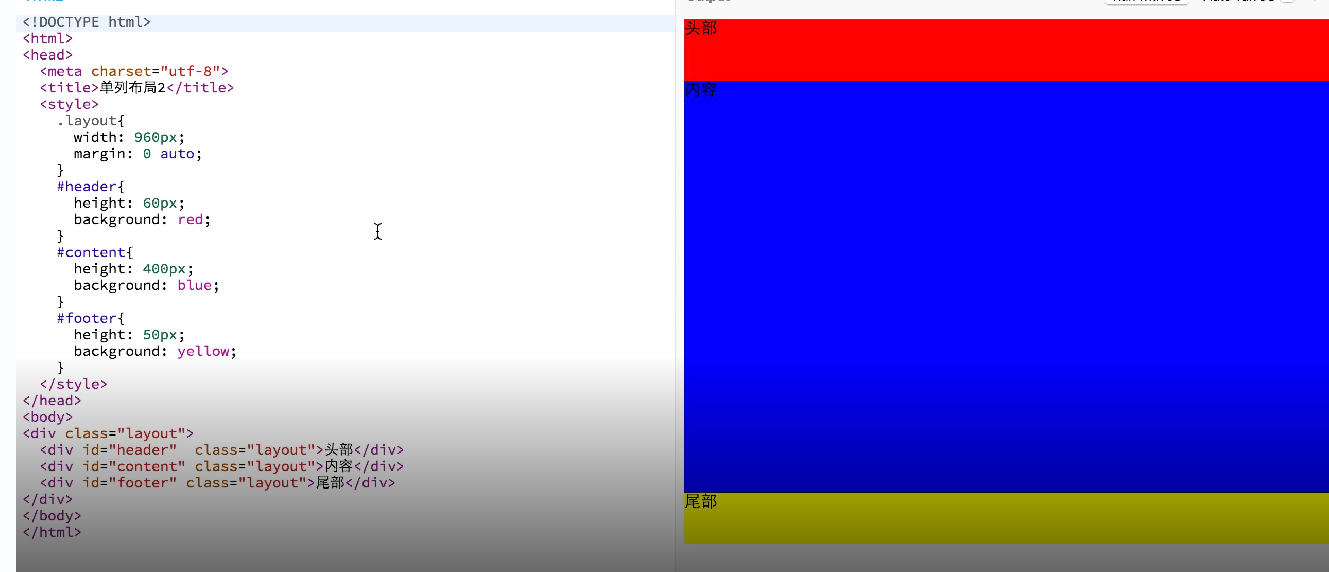 <!DOCTYPE html>
<html>
<head>
  <meta charset="utf-8">
  <title>单列布局2</title>
  <style>
    .layout{
      width: 960px;
      margin: 0 auto;
    }
    #header{
      height: 60px;
      background: red;
    }
    #content{
      height: 400px;
      background: blue;
    }
    #footer{
      height: 50px;
      background: yellow;
    }
  </style>
</head>
<body>
<div class="layout">
  <div id="header"  class="layout">头部</div>
  <div id="content" class="layout">内容</div>
  <div id="footer" class="layout">尾部</div>
</div>
</body>
</html>
头部
内容
尾部